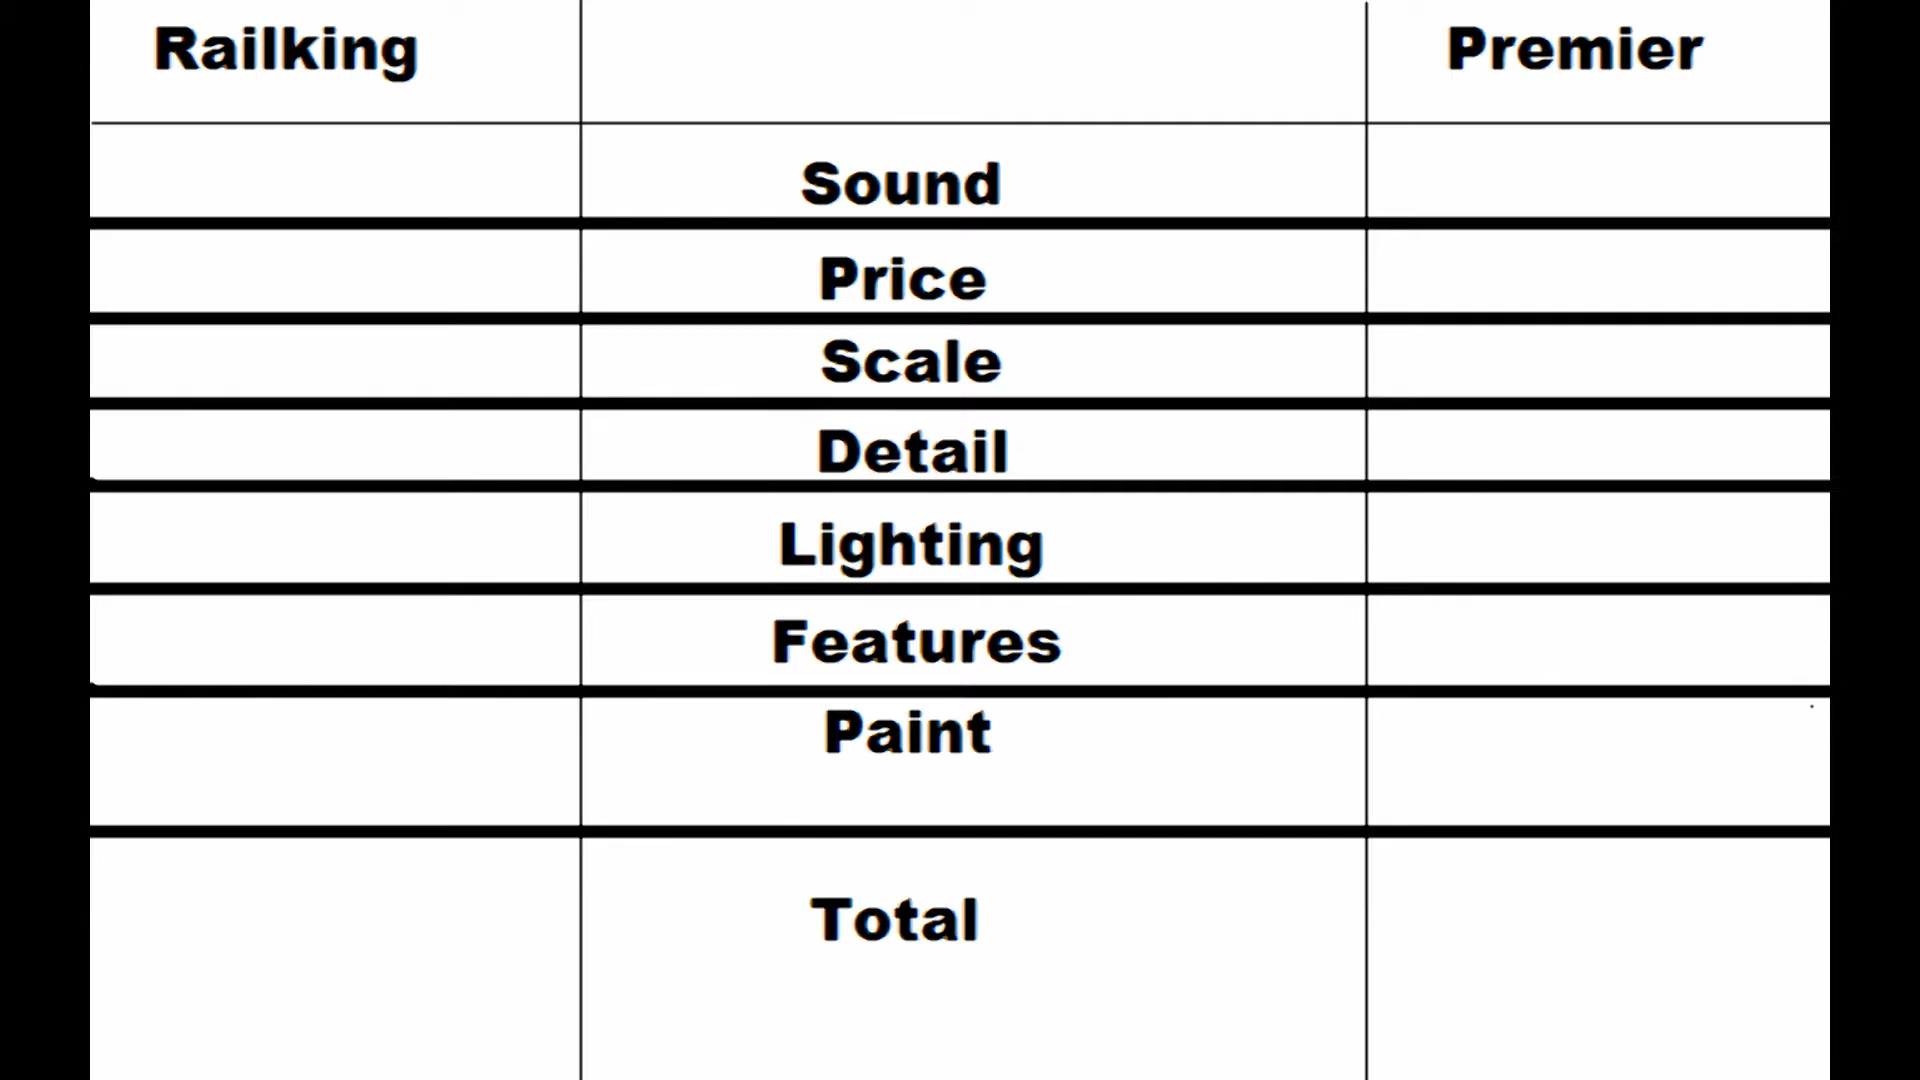 Railking Premier
Sound
Price
Scale
Detail
Lighting
Features
Paint
Total